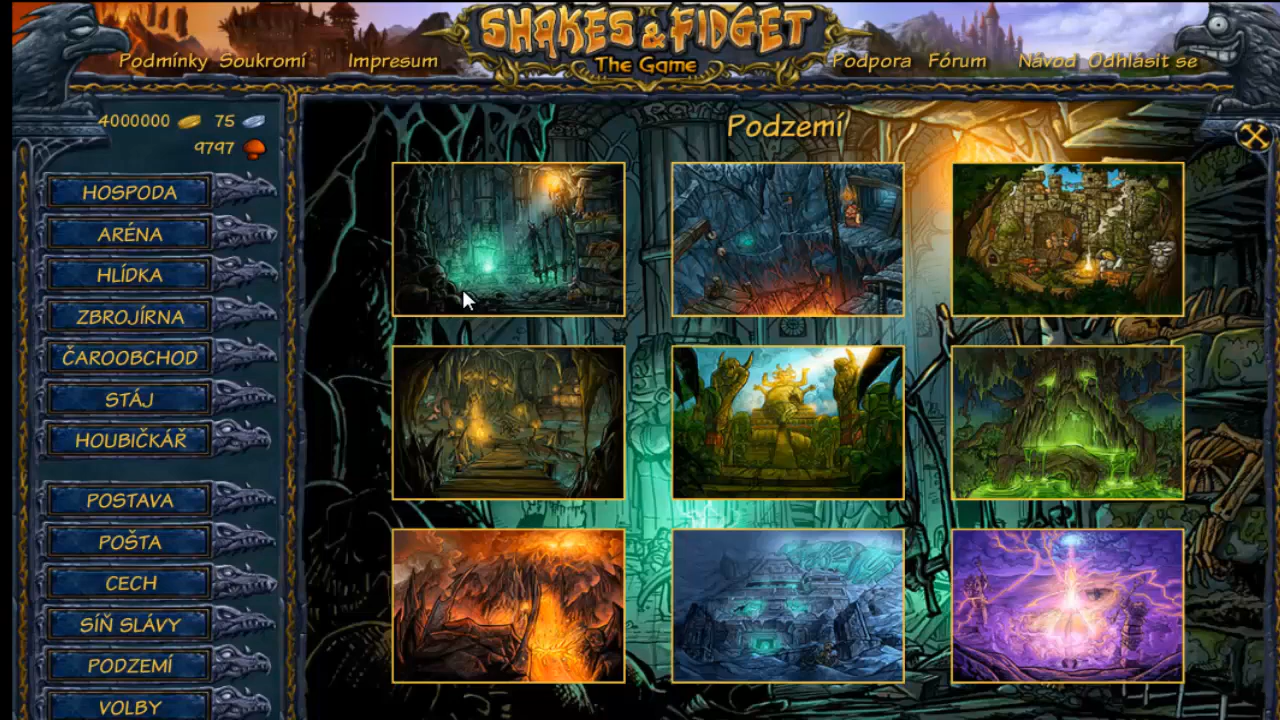 SHAKES & FIDGET
The Game
Podmínky Soukromí Impresum Podpora Fórum Návod Odhlásit se
4000000 75
9797
Podzemí
HOSPODA
ARÉNA
HLÍDKA
ZBROJÍRNA
ČAROOBCHOD
STÁJ
HOUBIČKÁŘ
POSTAVA
POŠTA
CECH
SÍŇ SLÁVY
PODZEMÍ
VOLBY